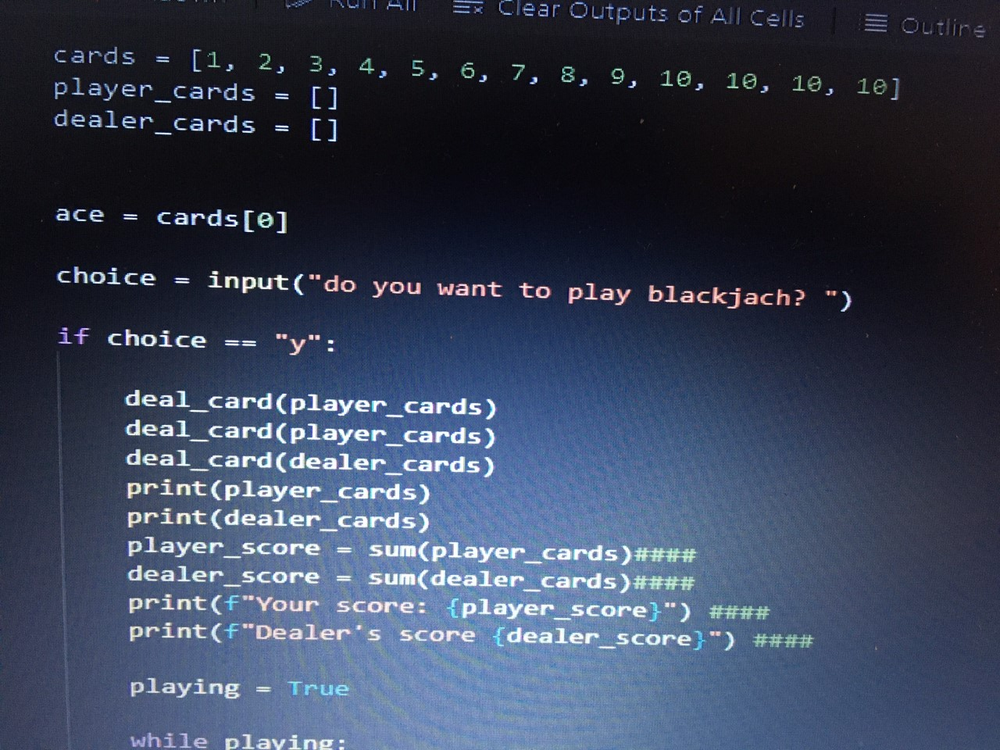 Run All Clear Outputs of All Cells Outline
cards = [1, 2, 3, 4, 5, 6, 7, 8, 9, 10, 10, 10, 10]
player_cards = []
dealer_cards = []
ace = cards[0]
choice = input("do you want to play blackjach? ")
if choice == "y":
deal_card(player_cards)
deal_card(player_cards)
deal_card(dealer_cards)
print(player_cards)
print(dealer_cards)
player_score = sum(player_cards)####
dealer_score = sum(dealer_cards)####
print(f"Your score: {player_score}") ####
print(f"Dealer's score {dealer_score}") ####
playing = True
while playing: